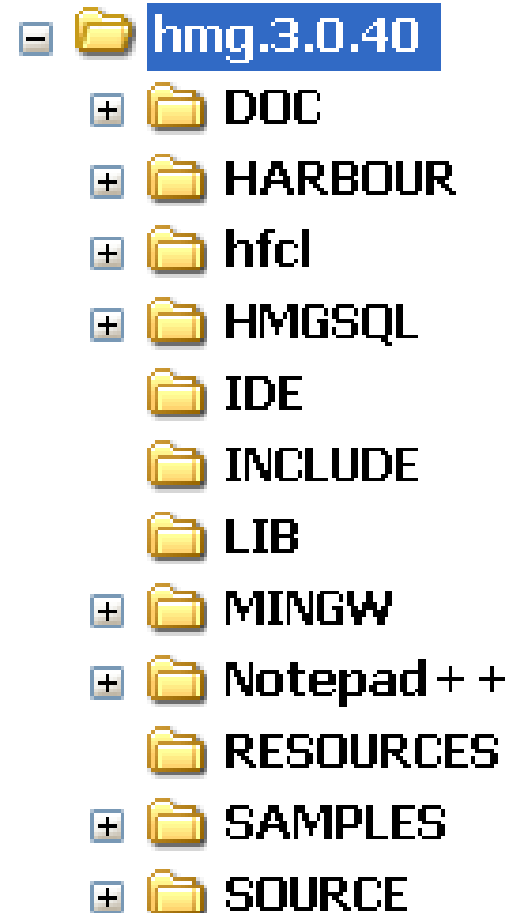 hmg.3.0.40
DOC
HARBOUR
hfcl
HMGSQL
IDE
INCLUDE
LIB
MINGW
Notepad++
RESOURCES
SAMPLES
SOURCE